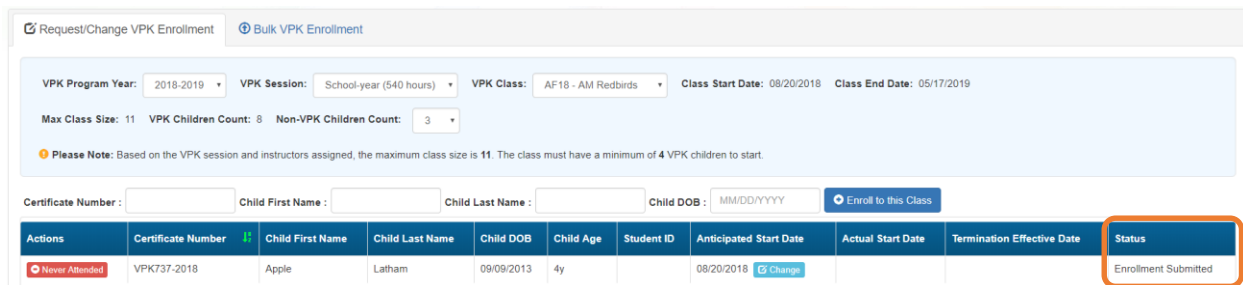 Request/Change VPK Enrollment Bulk VPK Enrollment
VPK Program Year: 2018-2019 VPK Session: School-year (540 hours) VPK Class: AF18 - AM Redbirds Class Start Date: 08/20/2018 Class End Date: 05/17/2019
Max Class Size: 11 VPK Children Count: 8 Non-VPK Children Count: 3
Please Note: Based on the VPK session and instructors assigned, the maximum class size is 11. The class must have a minimum of 4 VPK children to start.
Certificate Number : Child First Name : Child Last Name : Child DOB : MM/DD/YYYY Enroll to this Class
Actions Certificate Number Child First Name Child Last Name Child DOB Child Age Student ID Anticipated Start Date Actual Start Date Termination Effective Date Status
Never Attended VPK737-2018 Apple Latham 09/09/2013 4y 08/20/2018 Change Enrollment Submitted